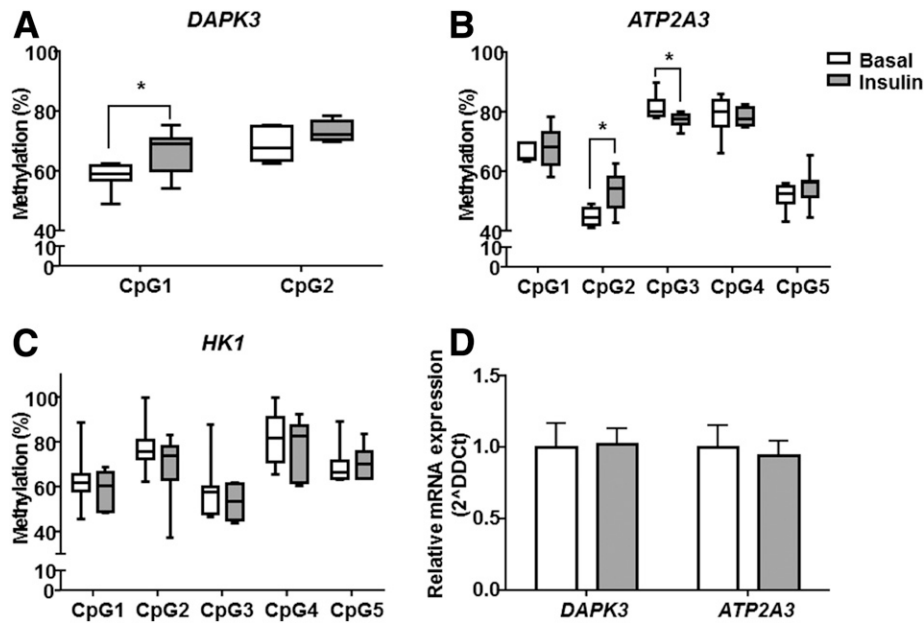 A
DAPK3
Methylation (%)
100
80
60
40
10
0
*
CpG1 CpG2
B
ATP2A3
Methylation (%)
100
80
60
40
10
0
*
*
CpG1 CpG2 CpG3 CpG4 CpG5
Basal
Insulin
C
HK1
Methylation (%)
100
80
60
40
10
0
CpG1 CpG2 CpG3 CpG4 CpG5
D
Relative mRNA expression
(2^DDCt)
1.5
1.0
0.5
0.0
DAPK3 ATP2A3